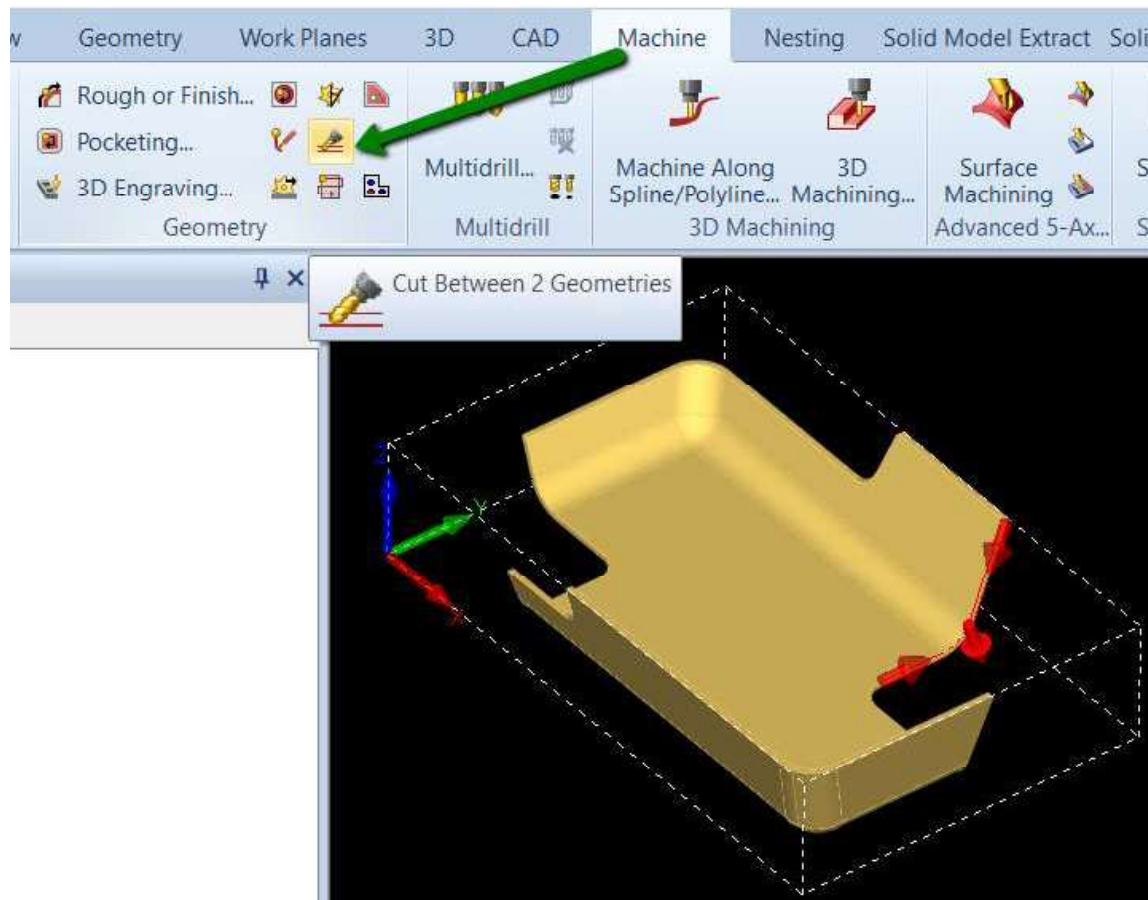 w Geometry Work Planes 3D CAD Machine Nesting Solid Model Extract Soli
Rough or Finish...
Pocketing...
3D Engraving...
Geometry
Multidrill...
Multidrill
Machine Along
Spline/Polyline...
3D
Machining...
3D Machining
Surface
Machining
Advanced 5-Ax...
S
S
Cut Between 2 Geometries
Z
Y
X